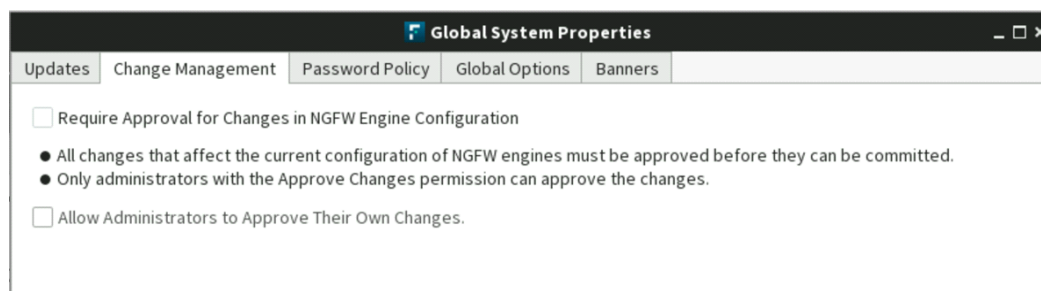 Global System Properties
Updates Change Management Password Policy Global Options Banners
Require Approval for Changes in NGFW Engine Configuration
● All changes that affect the current configuration of NGFW engines must be approved before they can be committed.
● Only administrators with the Approve Changes permission can approve the changes.
Allow Administrators to Approve Their Own Changes.